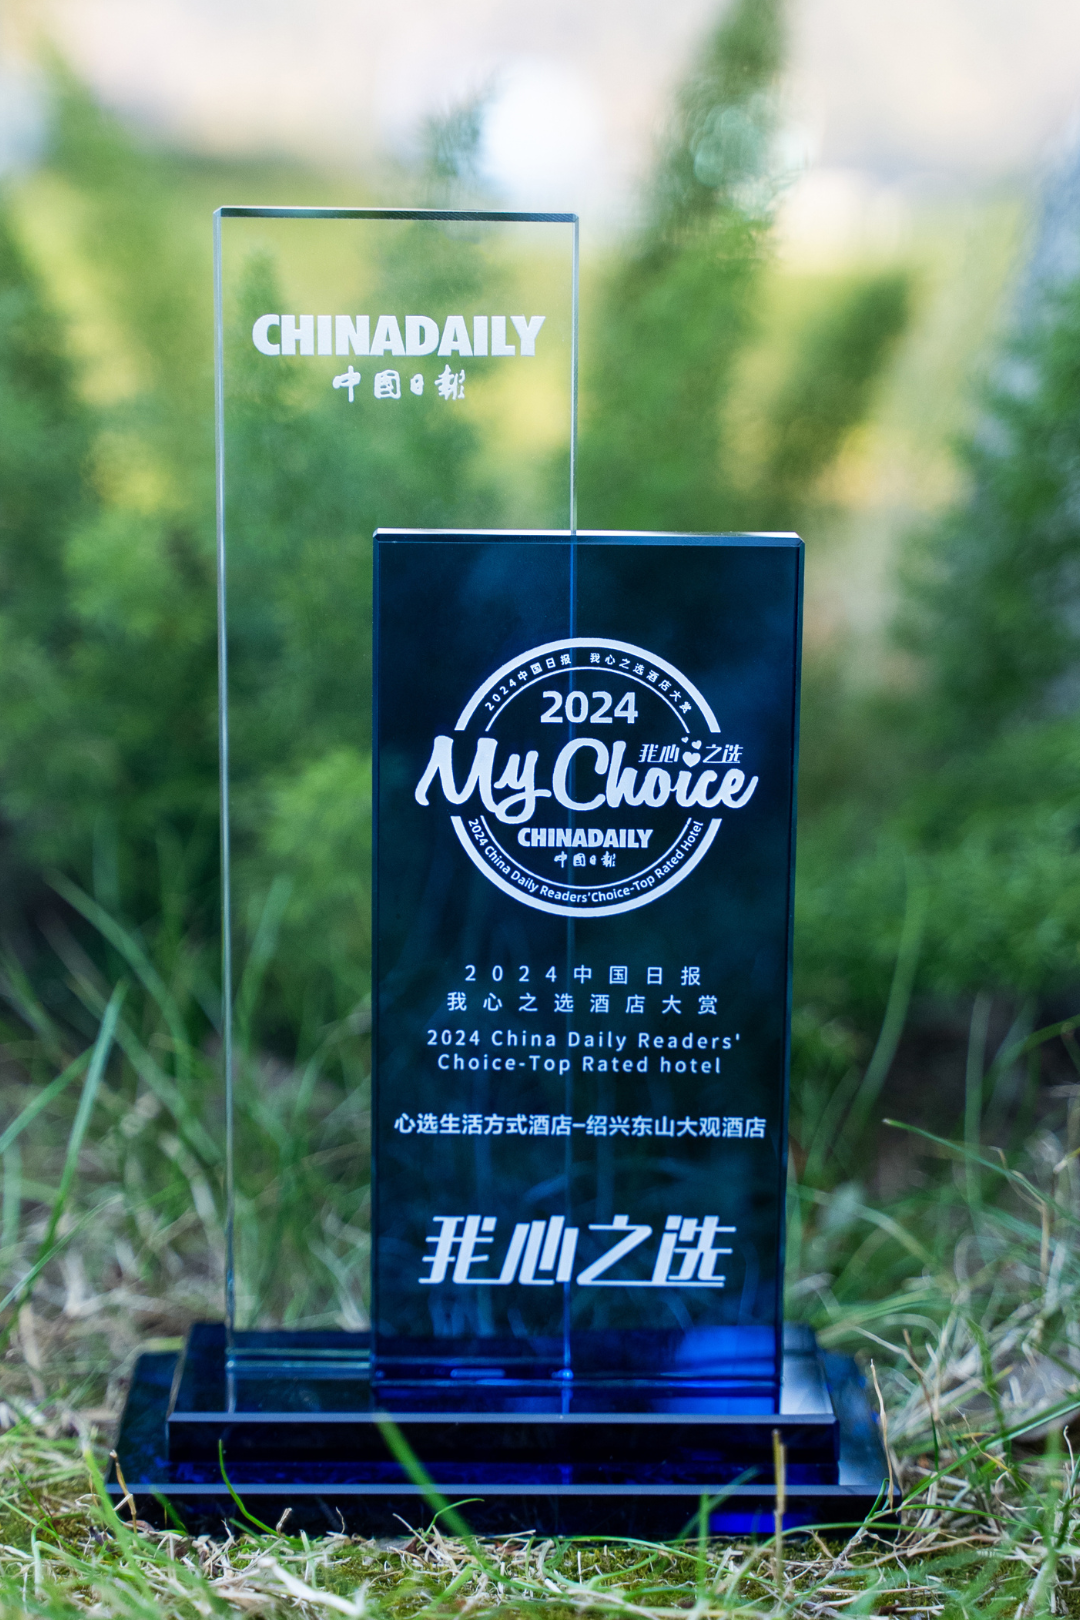 CHINADAILY
中國日報
2024中国日报 我心之选酒店大赏
2024
我心之选
My Choice
CHINADAILY
中國日報
2024 China Daily Readers'Choice-Top Rated Hotel
2024中国日报
我心之选酒店大赏
2024 China Daily Readers'
Choice-Top Rated hotel
心选生活方式酒店–绍兴东山大观酒店
我心之选